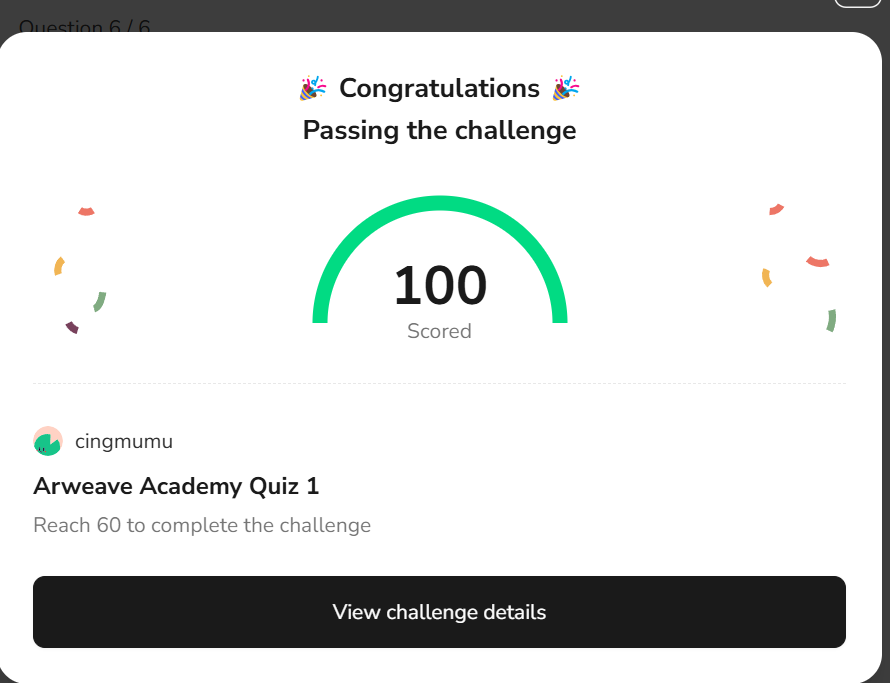 Question 6 / 6
🎉 Congratulations 🎉
Passing the challenge
100
Scored
cingmumu
Arweave Academy Quiz 1
Reach 60 to complete the challenge
View challenge details